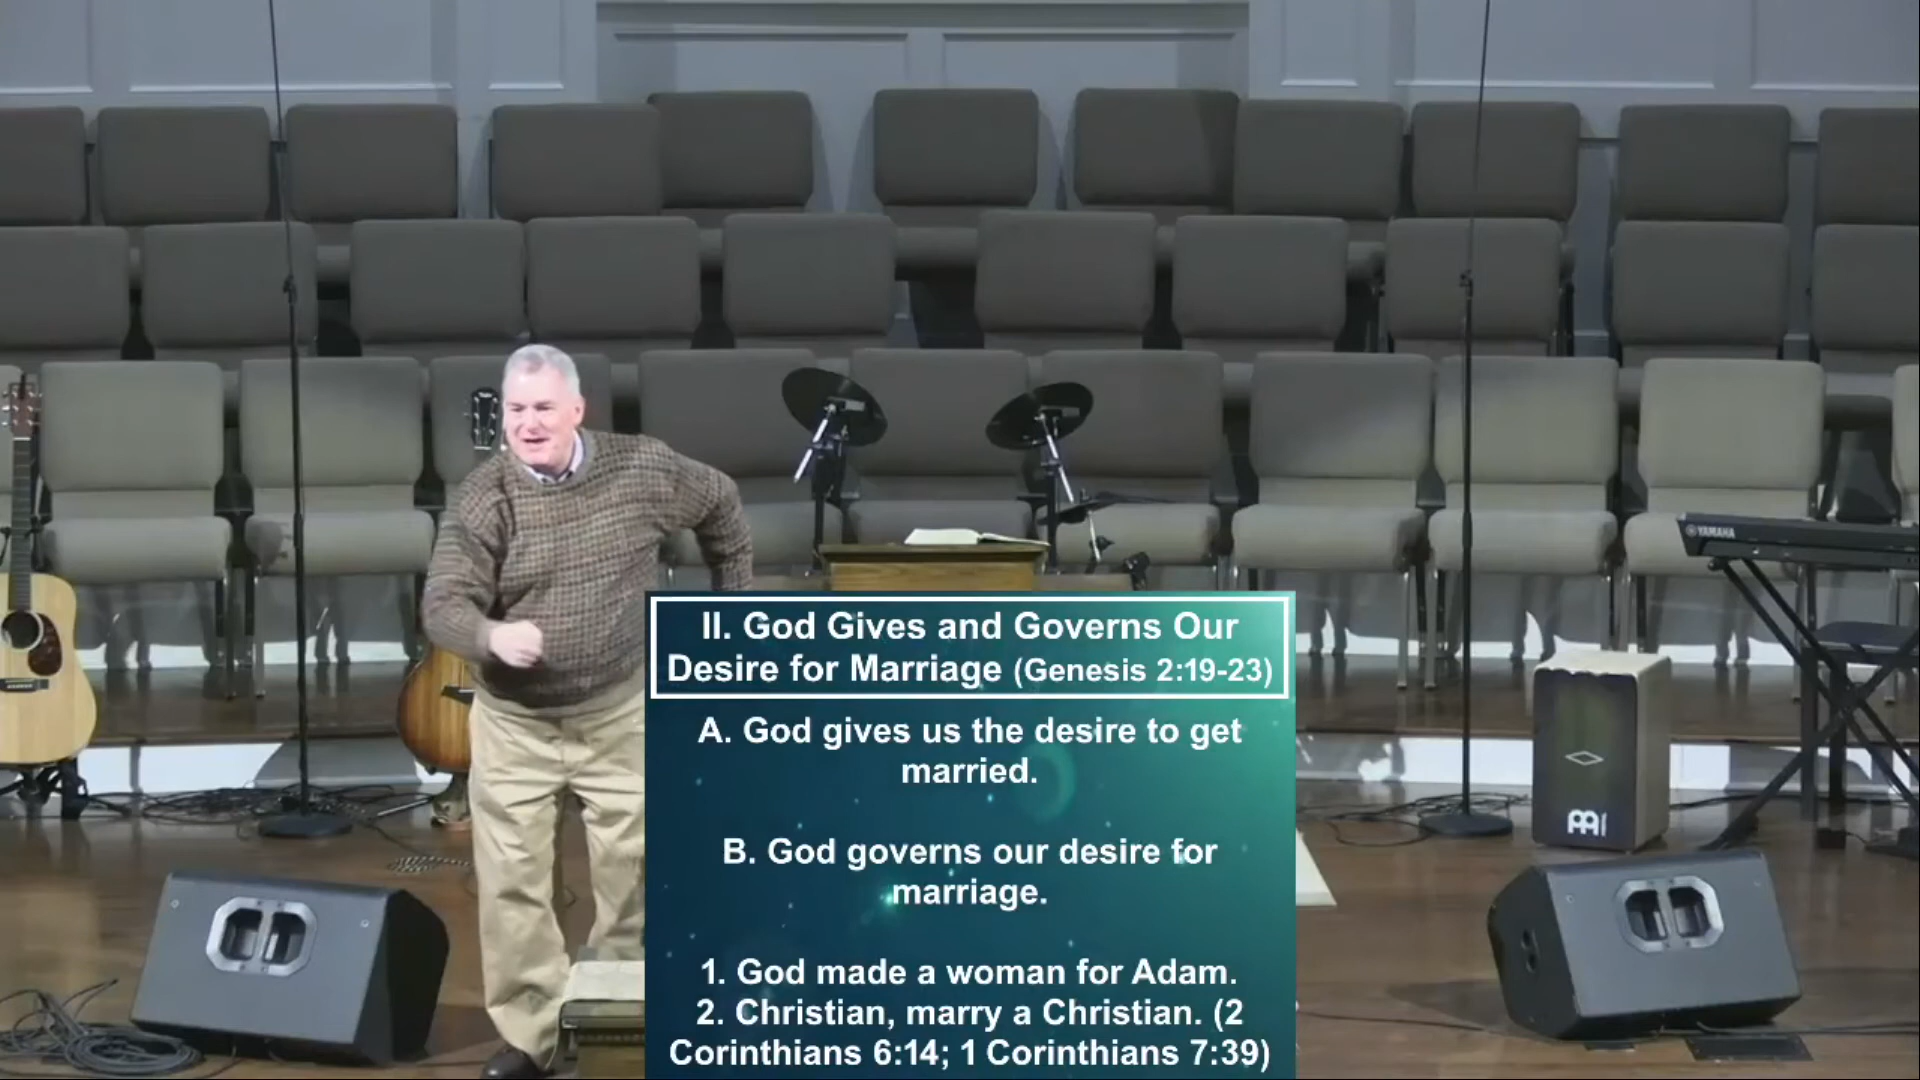 II. God Gives and Governs Our
Desire for Marriage (Genesis 2:19-23)
A. God gives us the desire to get
married.
B. God governs our desire for
marriage.
1. God made a woman for Adam.
2. Christian, marry a Christian. (2
Corinthians 6:14; 1 Corinthians 7:39)
YAMAHA